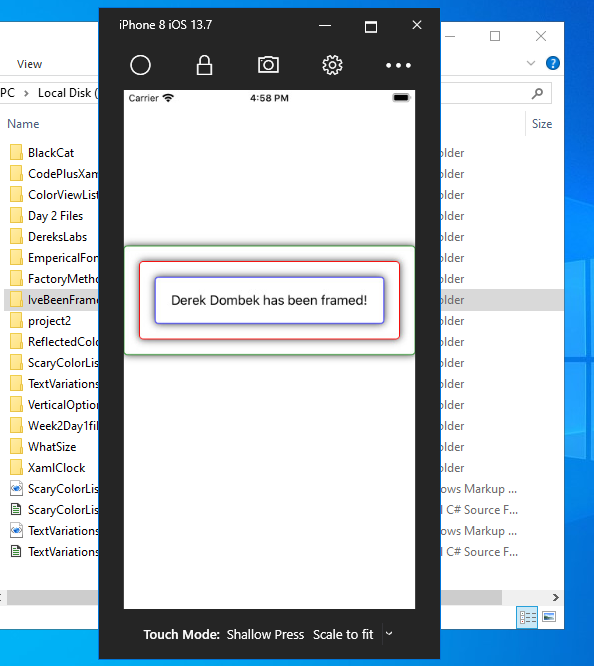 iPhone 8 iOS 13.7
View
PC > Local Disk (
Name
Size
BlackCat
older
CodePlusXam
older
ColorViewList
older
Day 2 Files
older
DereksLabs
older
EmpericalFon
older
FactoryMetho
older
IveBeenFrame
older
project2
older
ReflectedColo
older
ScaryColorLis
older
TextVariations
older
VerticalOption
older
Week2Day1file
older
WhatSize
older
XamlClock
older
ScaryColorLis
ows Markup ...
ScaryColorLis
C# Source F...
TextVariations
ows Markup ...
TextVariations
C# Source F...
Carrier
4:58 PM
Derek Dombek has been framed!
Touch Mode: Shallow Press Scale to fit